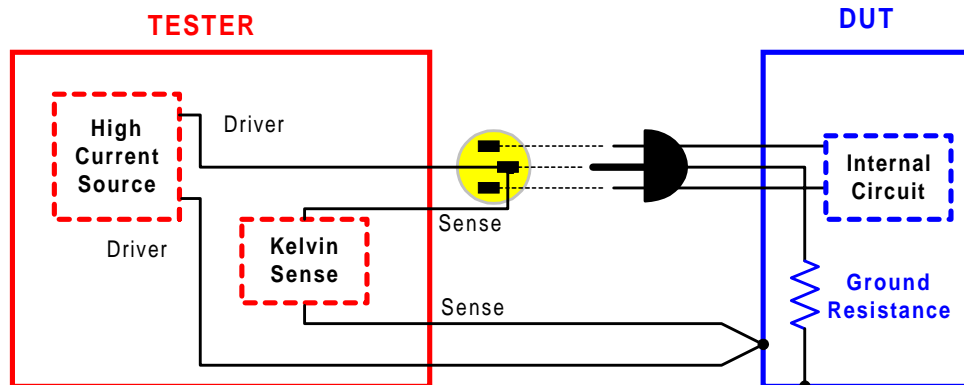 TESTER
DUT
High
Current
Source
Driver
Internal
Circuit
Sense
Driver
Kelvin
Sense
Ground
Resistance
Sense